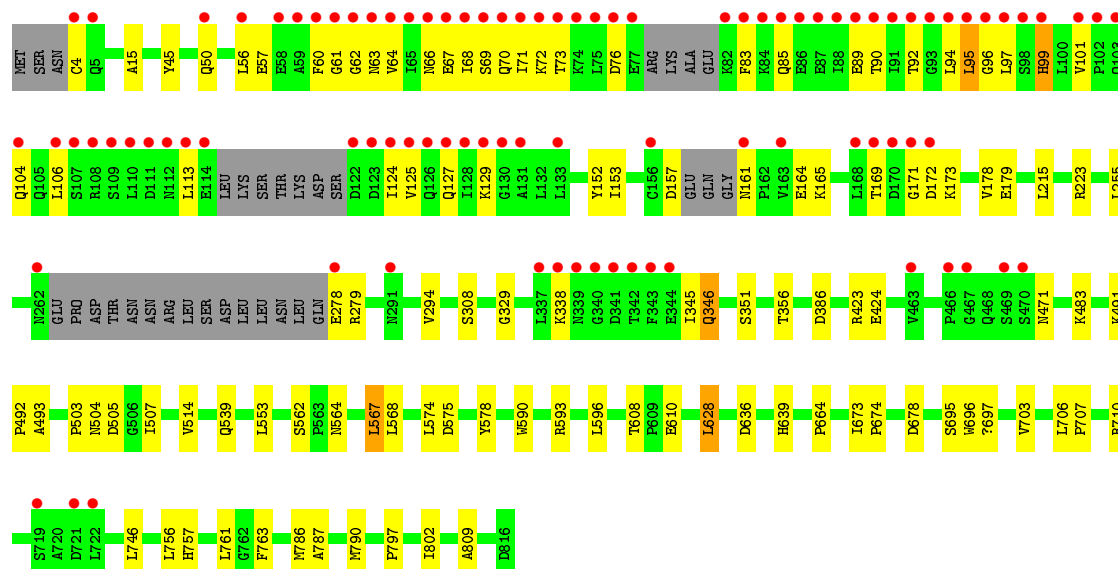 MET SER ASN C4 Q5 A15 Y45 Q50 L56 E57 E58 A59 F60 G61 G62 N63 V64 I65 N66 E67 I68 S69 Q70 I71 K72 T73 K74 L75 D76 E77 ARG LYS ALA GLU K82 F83 K84 Q85 E86 E87 I88 E89 T90 I91 T92 G93 L94 L95 G96 L97 S98 H99 L100 V101 P102 Q103
Q104 Q105 L106 S107 R108 S109 L110 D111 N112 L113 E114 LEU LYS SER THR LYS ASP SER D122 D123 I124 V125 Q126 Q127 I128 K129 G130 A131 L132 L133 Y152 I153 C156 D157 GLU GLN GLY N161 P162 V163 E164 K165 L168 T169 D170 G171 D172 K173 V178 E179 L215 R223 L255
N262 GLU PRO ASP THR ASN ASN ARG LEU SER ASP LEU LEU ASN LEU GLN E278 R279 N291 V294 S308 G329 L337 K338 N339 G340 D341 T342 F343 E344 I345 Q346 S351 T356 D386 R423 E424 V463 P466 G467 Q468 S469 S470 N471 K483 K491
P492 A493 P503 N504 D505 G506 I507 V514 Q539 L553 S562 P563 N564 L567 L568 L574 D575 Y578 W590 R593 L596 T608 P609 E610 L628 D636 H639 P664 I673 P674 D678 S695 W696 ?697 V703 L706 P707
S719 A720 D721 L722 L746 L756 H757 L761 G762 F763 M786 A787 M790 P797 I802 A809 D816